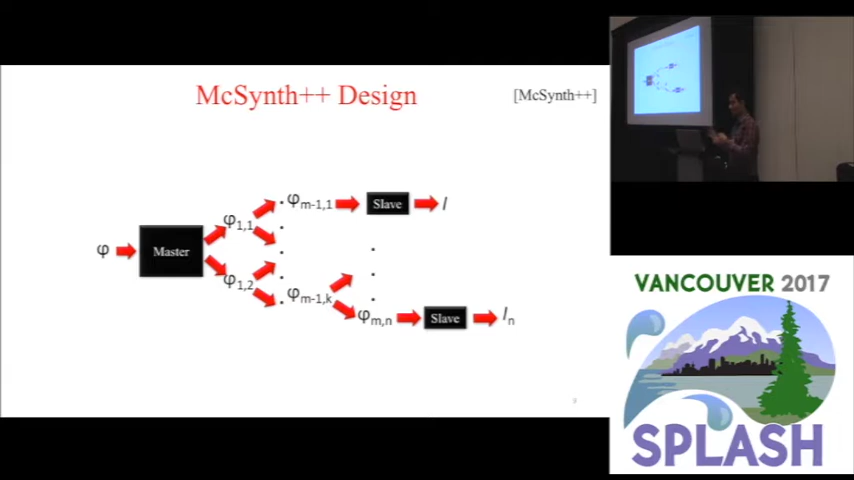 McSynth++ Design
[McSynth++]
φ
Master
φ1,1
φ1,2
φm-1,1
φm-1,k
φm,n
Slave
I
Slave
In
VANCOUVER 2017
SPLASH